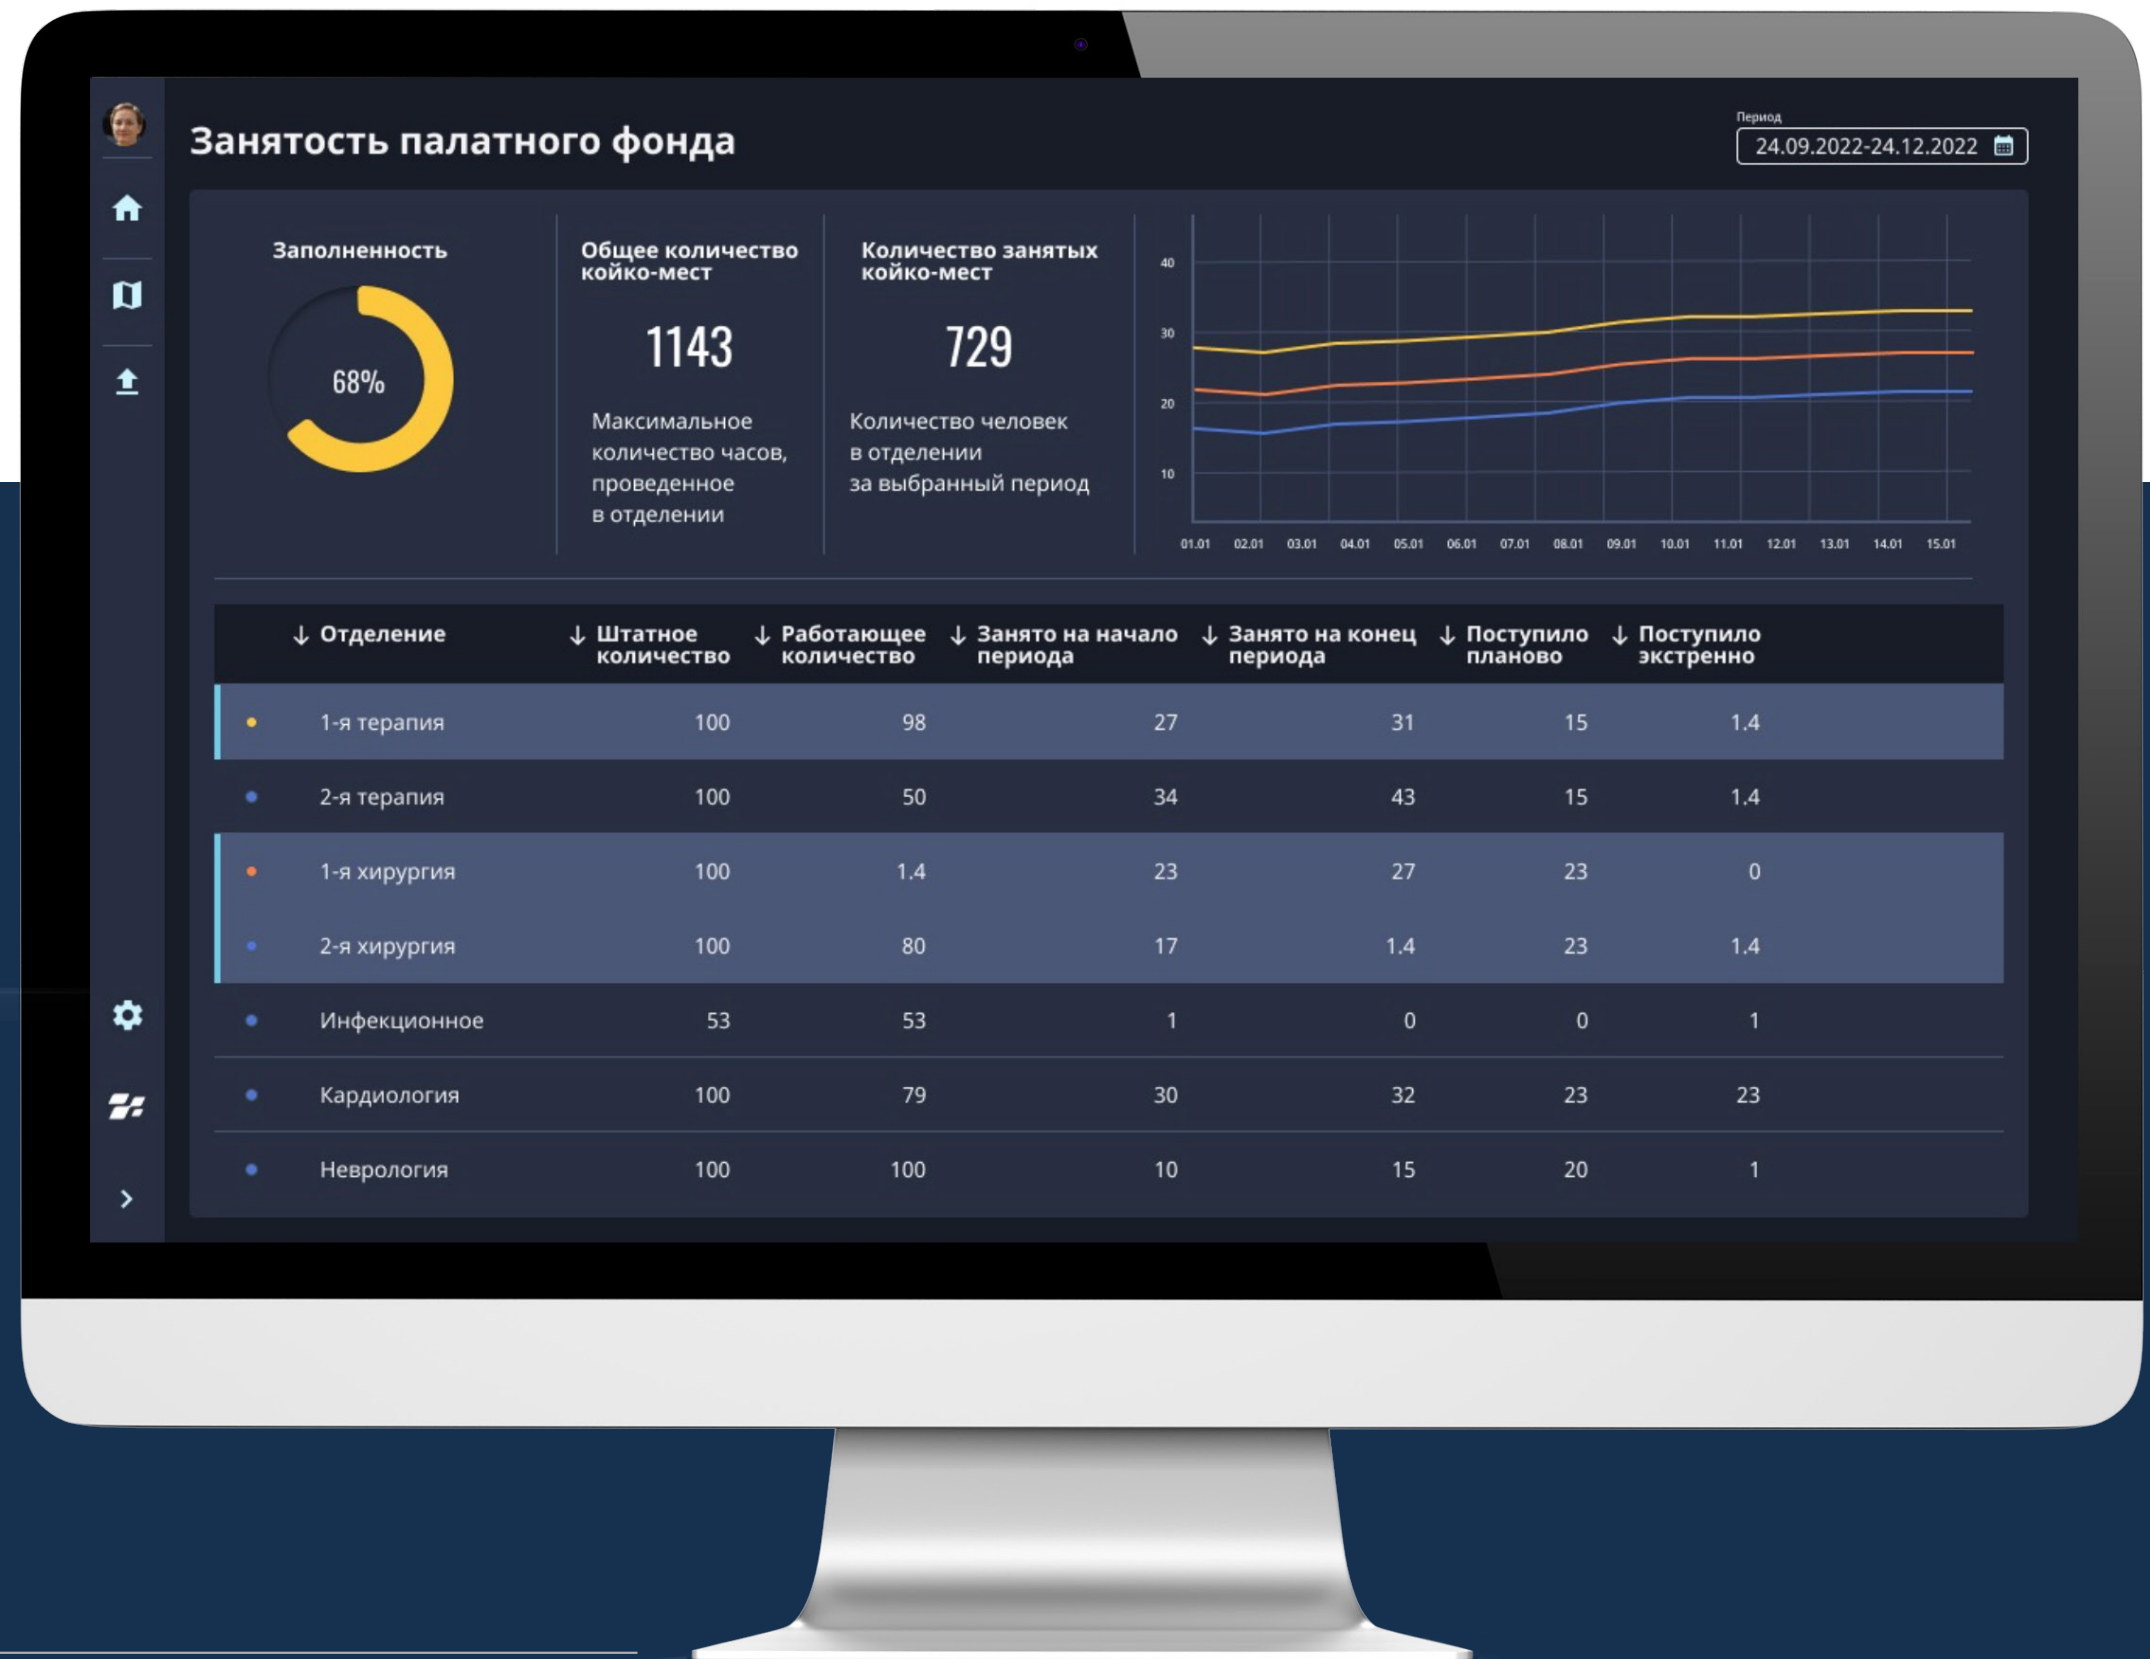 Занятость палатного фонда
Период
24.09.2022-24.12.2022
Заполненность
68%
Общее количество
койко-мест
1143
Максимальное
количество часов,
проведенное
в отделении
Количество занятых
койко-мест
729
Количество человек
в отделении
за выбранный период
40
30
20
10
01.01 02.01 03.01 04.01 05.01 06.01 07.01 08.01 09.01 10.01 11.01 12.01 13.01 14.01 15.01
↓ Отделение ↓ Штатное количество ↓ Работающее количество ↓ Занято на начало периода ↓ Занято на конец периода ↓ Поступило планово ↓ Поступило экстренно
1-я терапия 100 98 27 31 15 1.4
2-я терапия 100 50 34 43 15 1.4
1-я хирургия 100 1.4 23 27 23 0
2-я хирургия 100 80 17 1.4 23 1.4
Инфекционное 53 53 1 0 0 1
Кардиология 100 79 30 32 23 23
Неврология 100 100 10 15 20 1